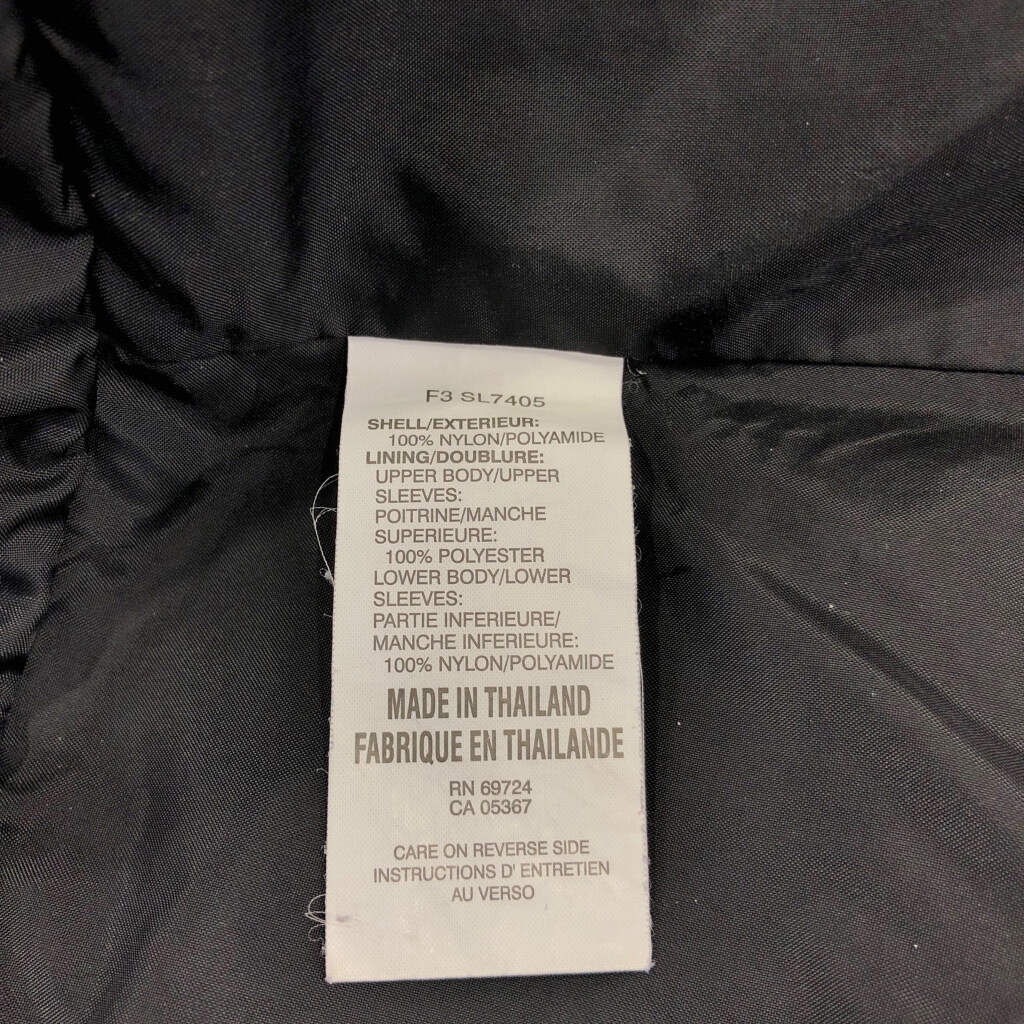 F3 SL7405
SHELL/EXTERIEUR:
100% NYLON/POLYAMIDE
LINING/DOUBLURE:
UPPER BODY/UPPER
SLEEVES:
POITRINE/MANCHE
SUPERIEURE:
100% POLYESTER
LOWER BODY/LOWER
SLEEVES:
PARTIE INFERIEURE/
MANCHE INFERIEURE:
100% NYLON/POLYAMIDE
MADE IN THAILAND
FABRIQUE EN THAILANDE
RN 69724
CA 05367
CARE ON REVERSE SIDE
INSTRUCTIONS D' ENTRETIEN
AU VERSO